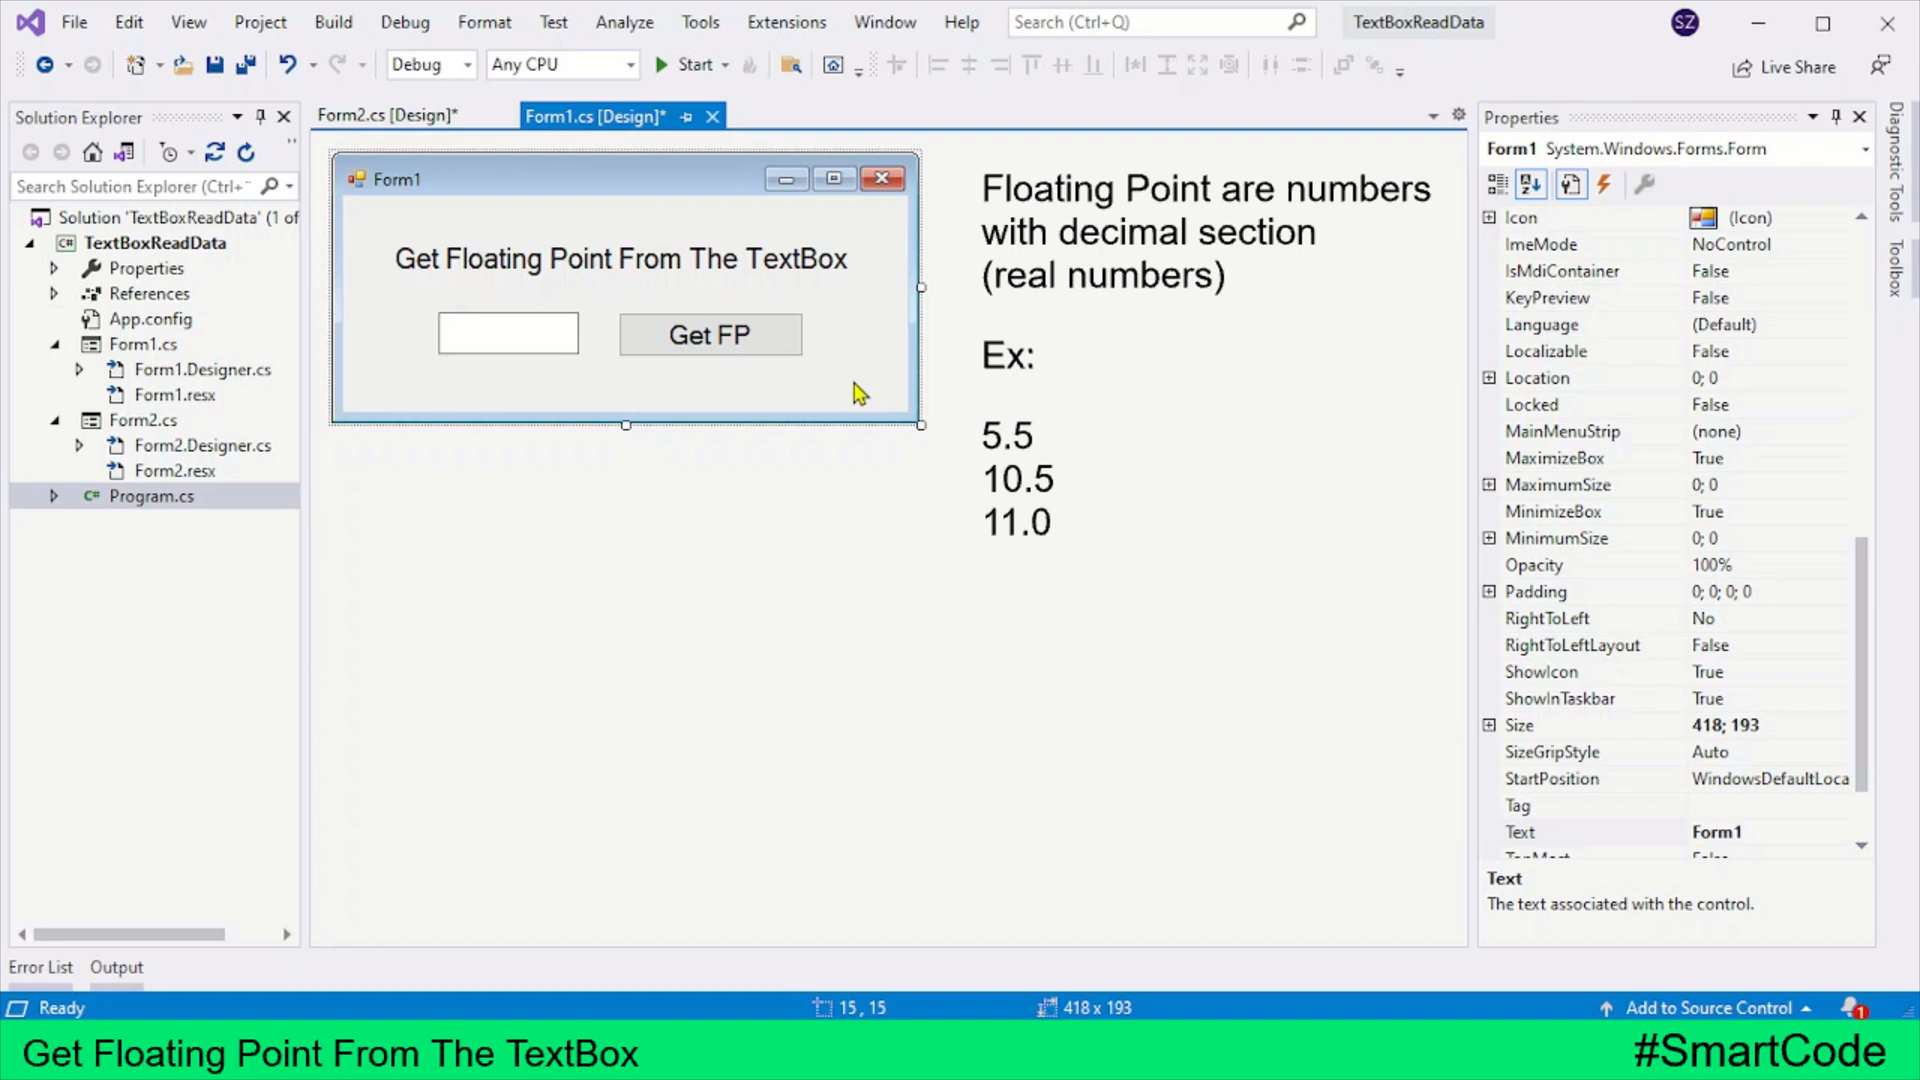 File Edit View Project Build Debug Format Test Analyze Tools Extensions Window Help Search (Ctrl+Q) TextBoxReadData SZ
Debug Any CPU Start Live Share
Solution Explorer
Search Solution Explorer (Ctrl+
Solution 'TextBoxReadData' (1 of
C# TextBoxReadData
Properties
References
App.config
Form1.cs
Form1.Designer.cs
Form1.resx
Form2.cs
Form2.Designer.cs
Form2.resx
C# Program.cs
Form2.cs [Design]* Form1.cs [Design]*
Form1
Get Floating Point From The TextBox
Get FP
Floating Point are numbers
with decimal section
(real numbers)
Ex:
5.5
10.5
11.0
Properties
Form1 System.Windows.Forms.Form
Icon (Icon)
ImeMode NoControl
IsMdiContainer False
KeyPreview False
Language (Default)
Localizable False
Location 0; 0
Locked False
MainMenuStrip (none)
MaximizeBox True
MaximumSize 0; 0
MinimizeBox True
MinimumSize 0; 0
Opacity 100%
Padding 0; 0; 0; 0
RightToLeft No
RightToLeftLayout False
ShowIcon True
ShowInTaskbar True
Size 418; 193
SizeGripStyle Auto
StartPosition WindowsDefaultLoca
Tag
Text Form1
Text
The text associated with the control.
Diagnostic Tools
Toolbox
Error List Output
Ready 15, 15 418 x 193 Add to Source Control 1
Get Floating Point From The TextBox #SmartCode